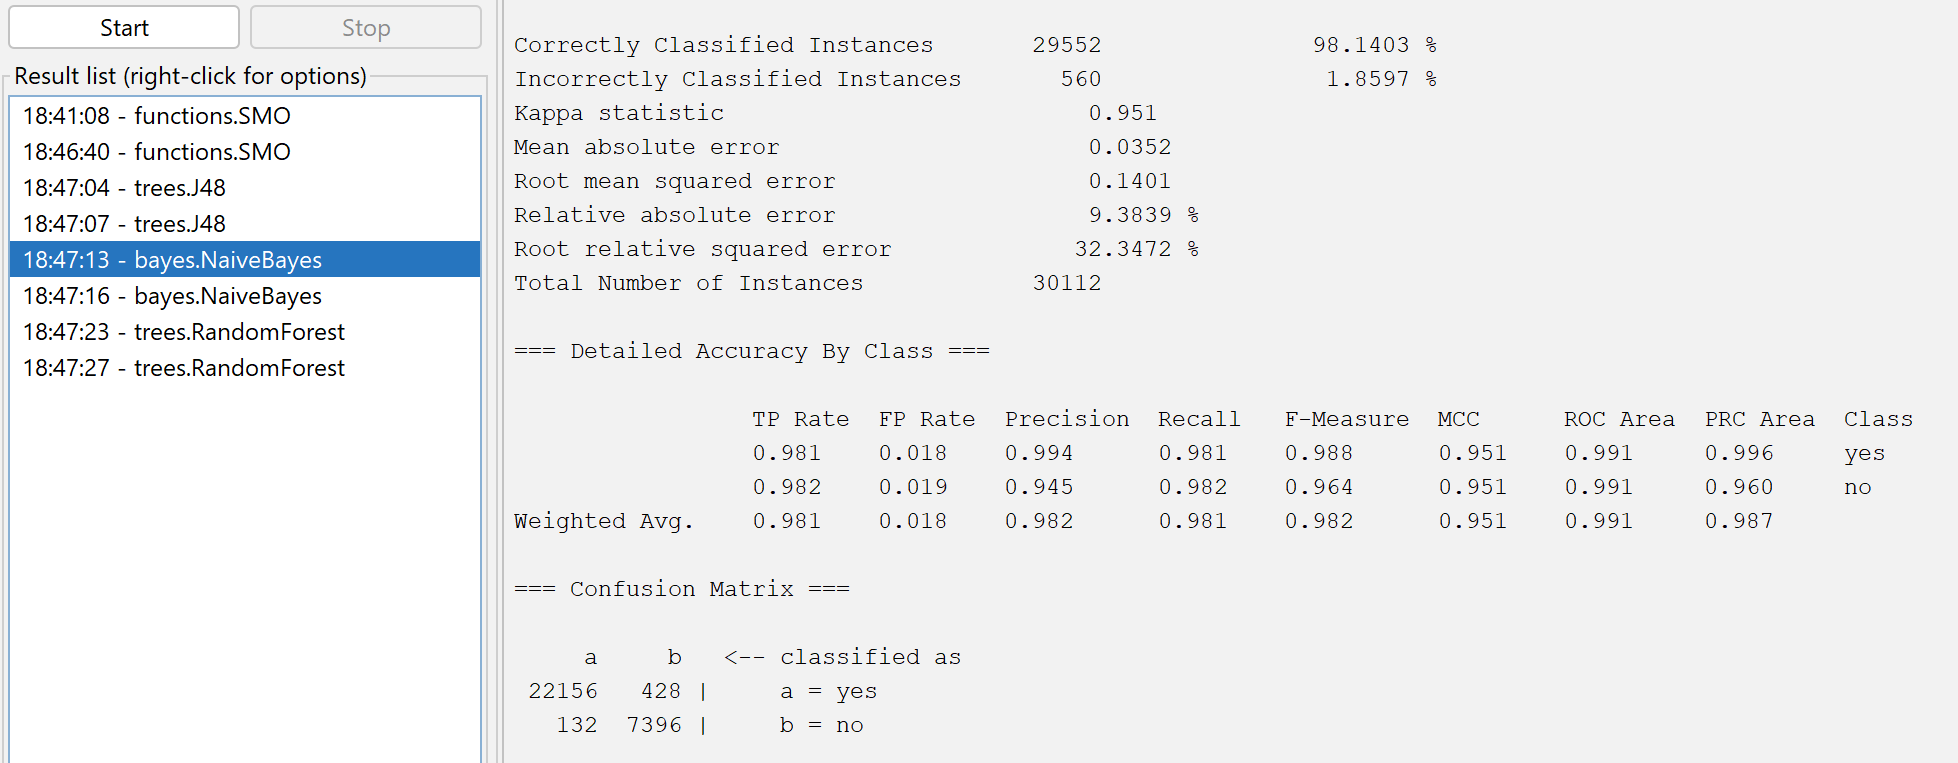 Start Stop
Result list (right-click for options)
18:41:08 - functions.SMO
18:46:40 - functions.SMO
18:47:04 - trees.J48
18:47:07 - trees.J48
18:47:13 - bayes.NaiveBayes
18:47:16 - bayes.NaiveBayes
18:47:23 - trees.RandomForest
18:47:27 - trees.RandomForest
Correctly Classified Instances 29552 98.1403 %
Incorrectly Classified Instances 560 1.8597 %
Kappa statistic 0.951
Mean absolute error 0.0352
Root mean squared error 0.1401
Relative absolute error 9.3839 %
Root relative squared error 32.3472 %
Total Number of Instances 30112
=== Detailed Accuracy By Class ===
TP Rate FP Rate Precision Recall F-Measure MCC ROC Area PRC Area Class
0.981 0.018 0.994 0.981 0.988 0.951 0.991 0.996 yes
0.982 0.019 0.945 0.982 0.964 0.951 0.991 0.960 no
Weighted Avg. 0.981 0.018 0.982 0.981 0.982 0.951 0.991 0.987
=== Confusion Matrix ===
a b <-- classified as
22156 428 | a = yes
132 7396 | b = no